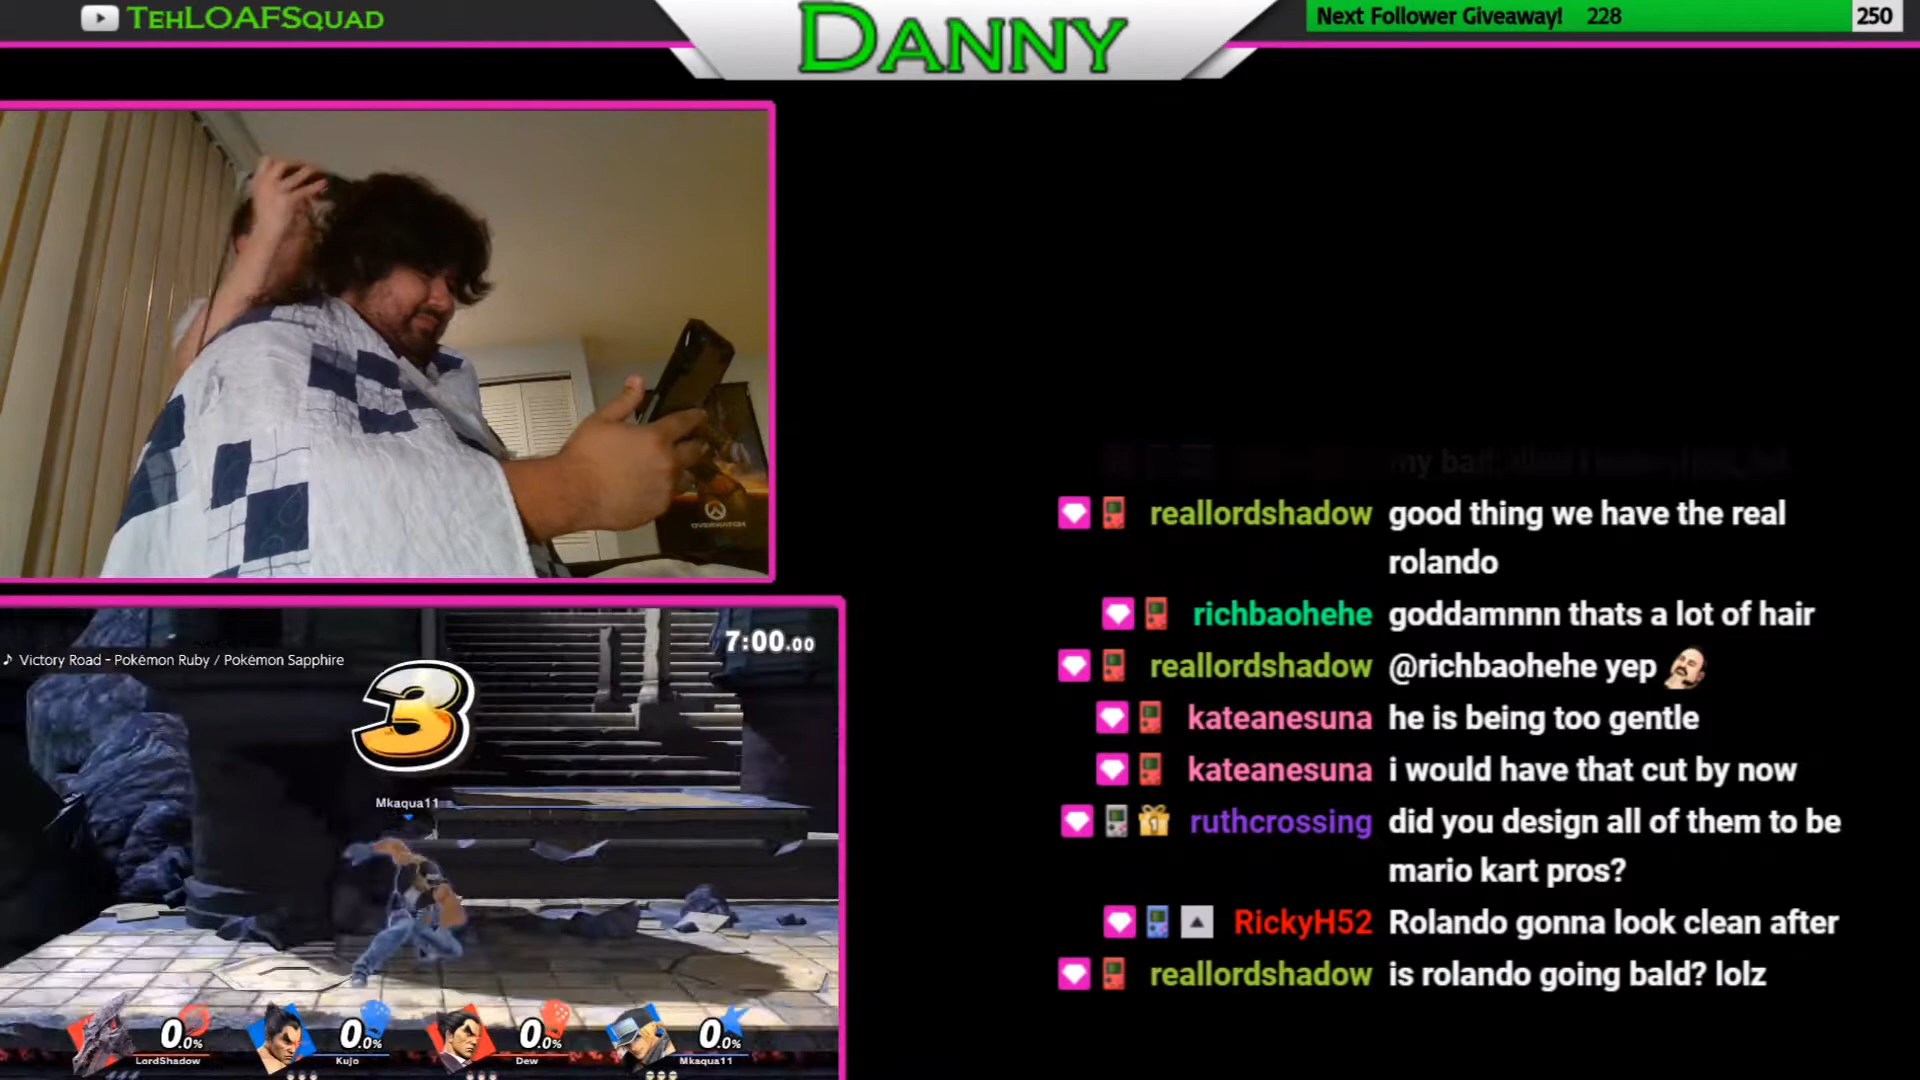 TEHLOAFSQUAD
DANNY
Next Follower Giveaway! 228
250
OVERWATCH
my bad
reallordshadow good thing we have the real
rolando
richbaohehe goddamnnn thats a lot of hair
reallordshadow @richbaohehe yep
kateanesuna he is being too gentle
kateanesuna i would have that cut by now
ruthcrossing did you design all of them to be
mario kart pros?
RickyH52 Rolando gonna look clean after
reallordshadow is rolando going bald? lolz
7:00.00
♪ Victory Road - Pokémon Ruby / Pokémon Sapphire
3
Mkaqua11
0.0% 0.0% 0.0% 0.0%
LordShadow Kujo Dew Mkaqua11